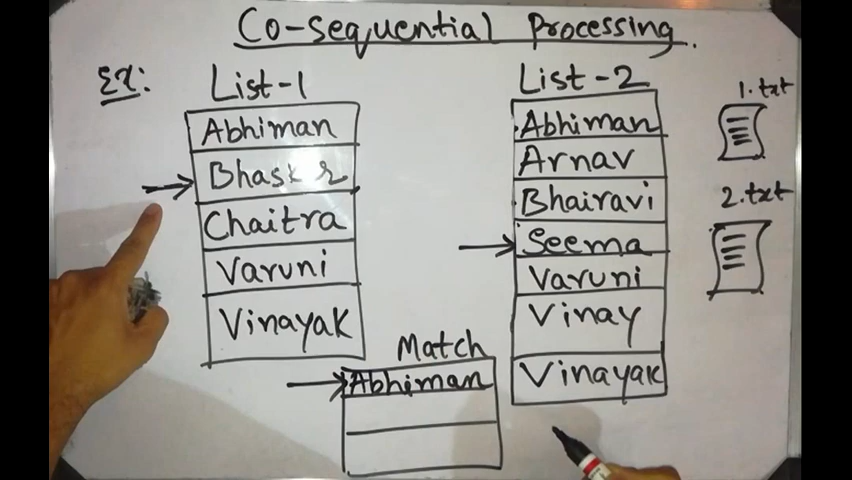 Co-Sequential Processing.
Ex:
List-1
Abhiman
Chaitra
Varuni
Vinayak
List-2
Abhiman
Arnav
Bhairavi
Seema
Varuni
Vinay
Vinayak
Match
Abhiman
1.txt
2.txt